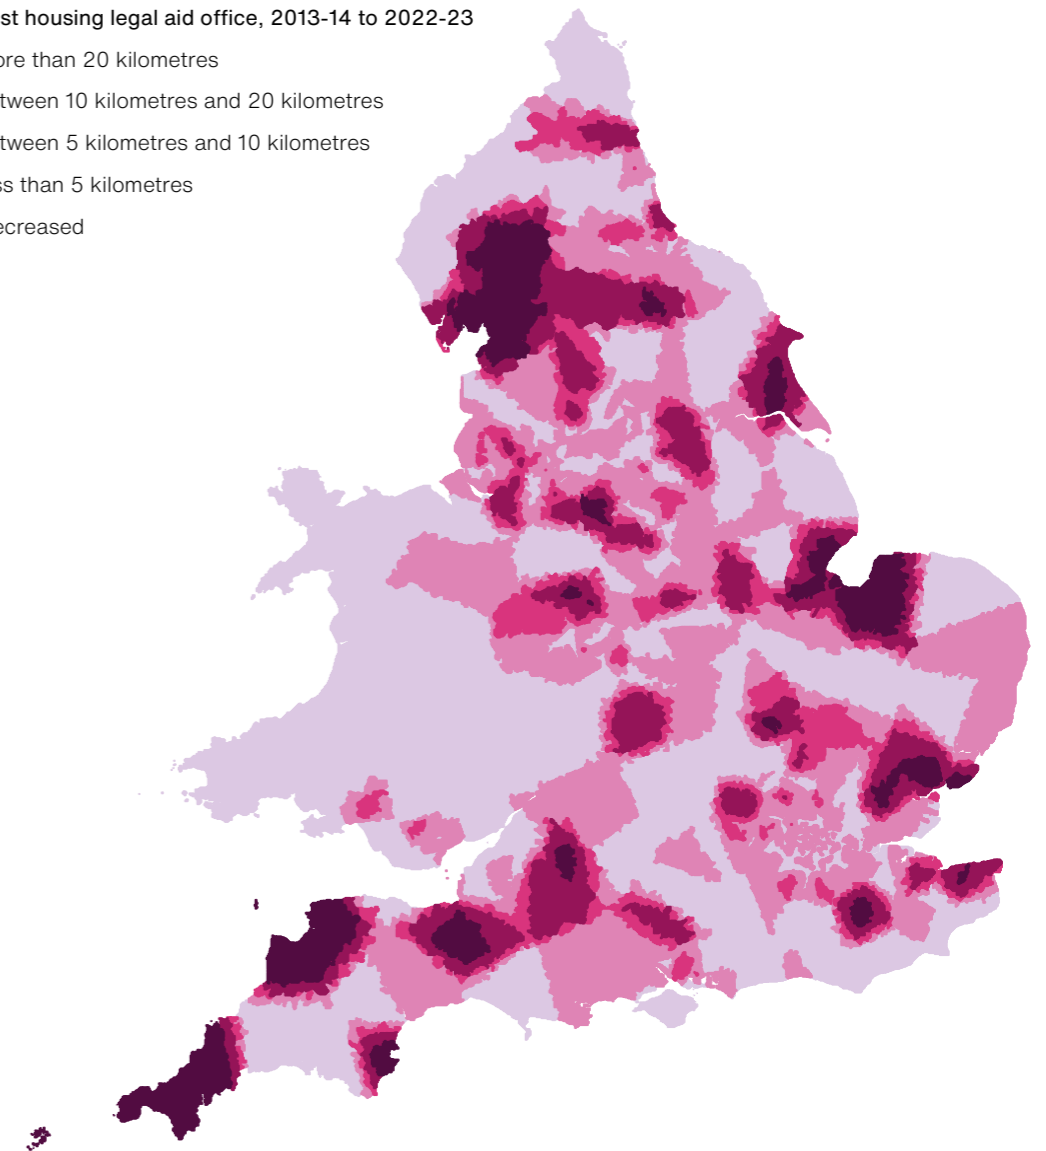 st housing legal aid office, 2013-14 to 2022-23
ore than 20 kilometres
tween 10 kilometres and 20 kilometres
tween 5 kilometres and 10 kilometres
ss than 5 kilometres
ecreased